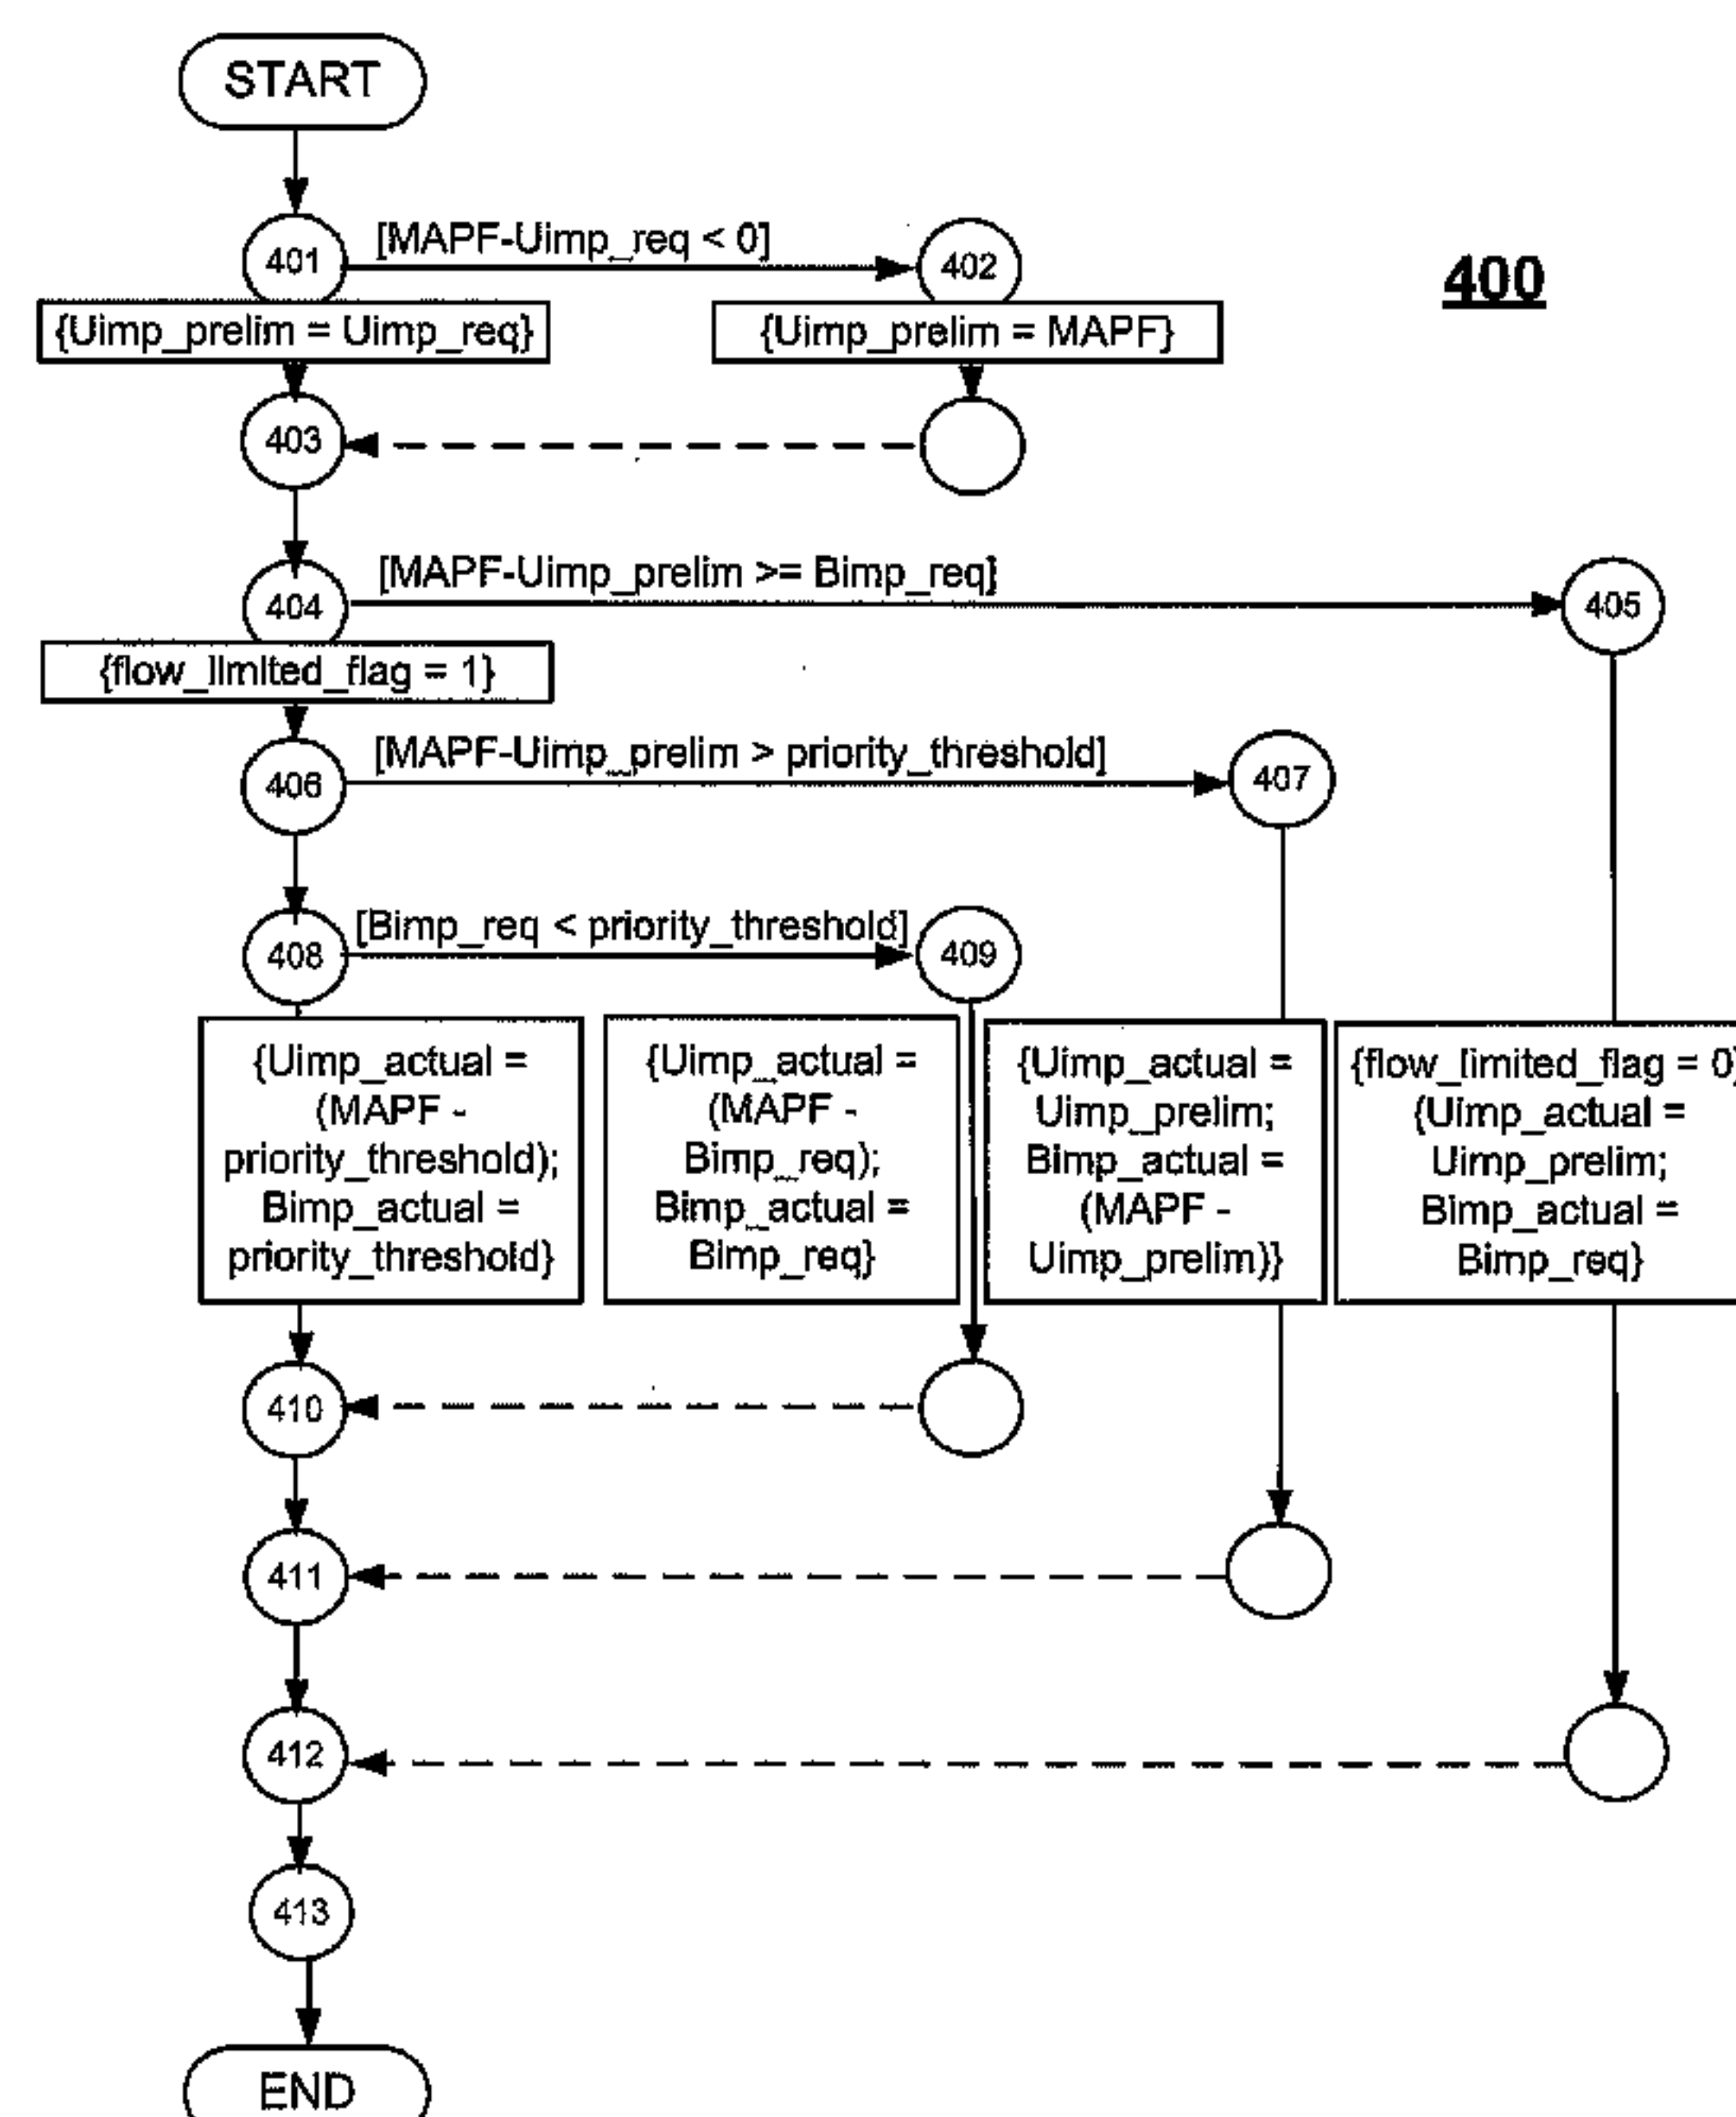 START
401
[MAPF-Uimp_req < 0]
402
400
{Uimp_prelim = Uimp_req}
{Uimp_prelim = MAPF}
403
[MAPF-Uimp_prelim >= Bimp_req]
404
405
{flow_limited_flag = 1}
[MAPF-Uimp_prelim > priority_threshold]
406
407
[Bimp_req < priority_threshold]
408
409
{Uimp_actual =
(MAPF -
priority_threshold);
Bimp_actual =
priority_threshold}
{Uimp_actual =
(MAPF -
Bimp_req);
Bimp_actual =
Bimp_req}
{Uimp_actual =
Uimp_prelim;
Bimp_actual =
(MAPF -
Uimp_prelim)}
{flow_limited_flag = 0}
(Uimp_actual =
Uimp_prelim;
Bimp_actual =
Bimp_req}
410
411
412
413
END